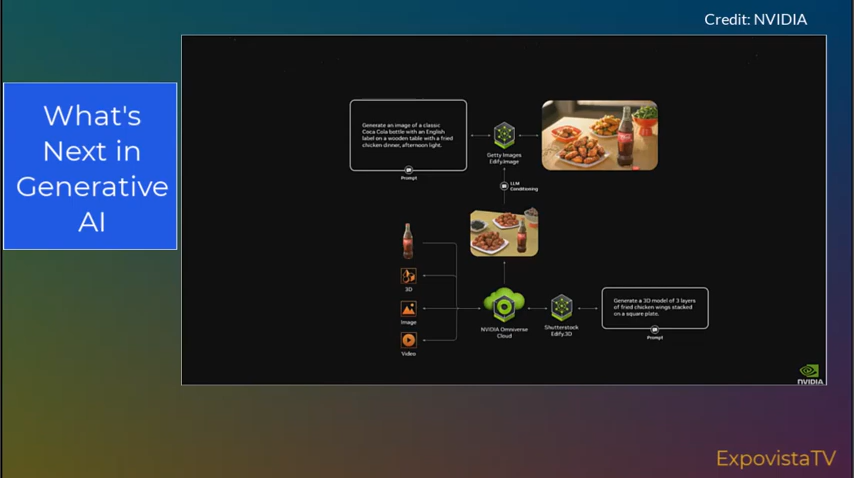 Credit: NVIDIA
What's
Next in
Generative
AI
Generate an image of a classic
Coca Cola bottle with an English
label on a wooden table with a fried
chicken dinner, afternoon light.
Prompt
Getty Images
Edify.Image
LLM
Conditioning
3D
Image
Video
NVIDIA Omniverse
Cloud
Shutterstock
Edify.3D
Generate a 3D model of 3 layers
of fried chicken wings stacked
on a square plate.
Prompt
NVIDIA.
ExpovistaTV